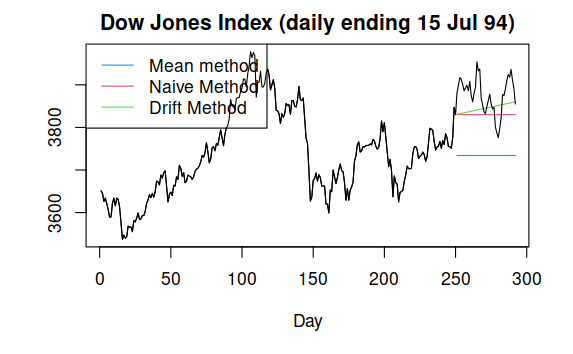 Dow Jones Index (daily ending 15 Jul 94)
Mean method
Naive Method
Drift Method
3800
3600
0 50 100 150 200 250 300
Day